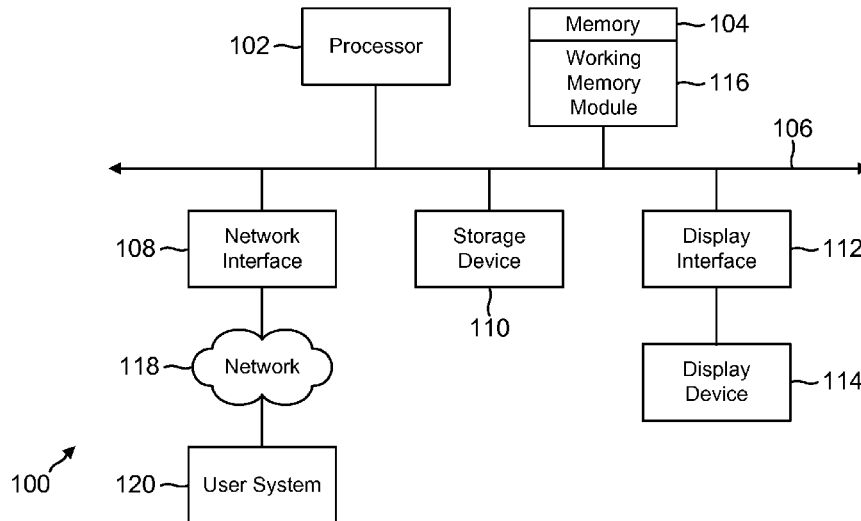 102
Processor
Memory
104
Working
Memory
Module
116
106
108
Network
Interface
Storage
Device
110
Display
Interface
112
118
Network
Display
Device
114
100
120
User System